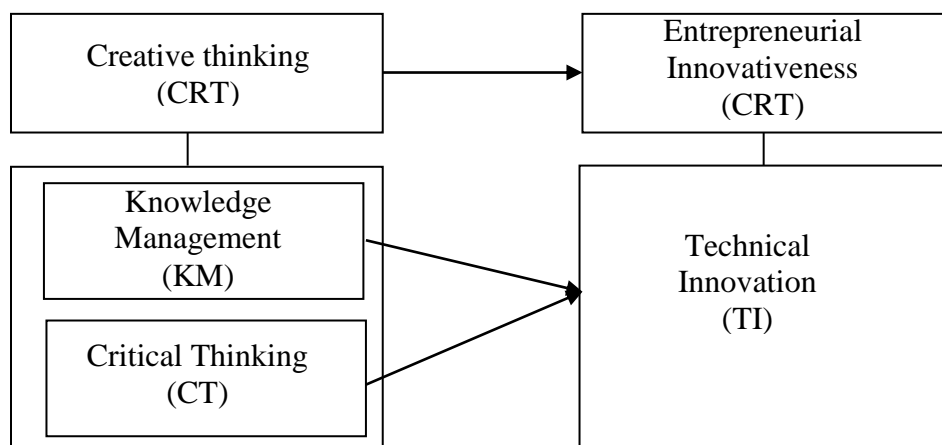 Creative thinking
(CRT)
Entrepreneurial
Innovativeness
(CRT)
Knowledge
Management
(KM)
Critical Thinking
(CT)
Technical
Innovation
(TI)